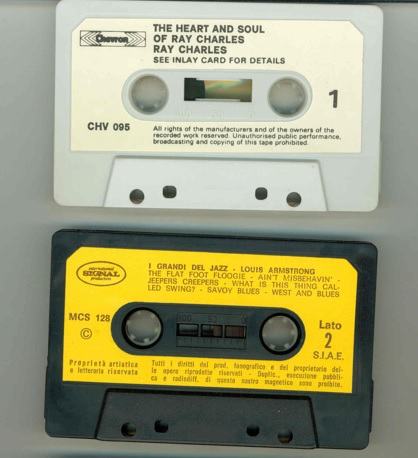 Chevron
THE HEART AND SOUL
OF RAY CHARLES
RAY CHARLES
SEE INLAY CARD FOR DETAILS
1
CHV 095
All rights of the manufacturers and of the owners of the
recorded work reserved. Unauthorised public performance,
broadcasting and copying of this tape prohibited.
international
SIGNAL
production
I GRANDI DEL JAZZ - LOUIS ARMSTRONG
THE FLAT FOOT FLOOGIE - AIN'T MISBEHAVIN' -
JEEPERS CREEPERS - WHAT IS THIS THING CAL-
LED SWING? - SAVOY BLUES - WEST AND BLUES
MCS 128
©
100 50
Lato
2
S.I.A.E.
Proprietà artistica
e letteraria riservata
Tutti i diritti del prod. fonografico e del proprietario del-
le opere riprodotte riservati - Duplic., esecuzione pubbli-
ca e radiodiff. di questo nastro magnetico sono proibite.